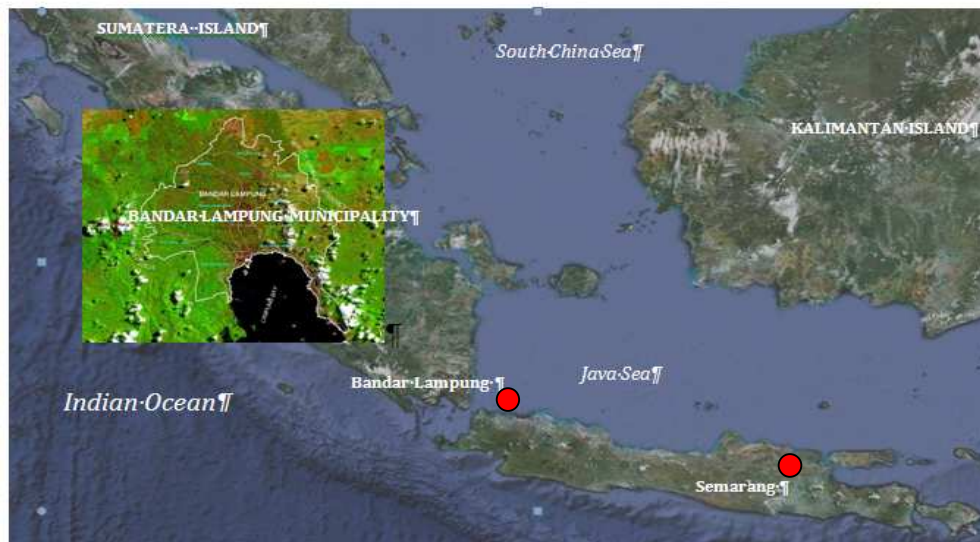 SUMATERA··ISLAND¶
South·China·Sea¶
KALIMANTAN·ISLAND¶
BANDAR LAMPUNG
BANDAR·LAMPUNG·MUNICIPALITY¶
¶
Bandar·Lampung·¶
Java·Sea¶
Indian·Ocean¶
Semarang·¶